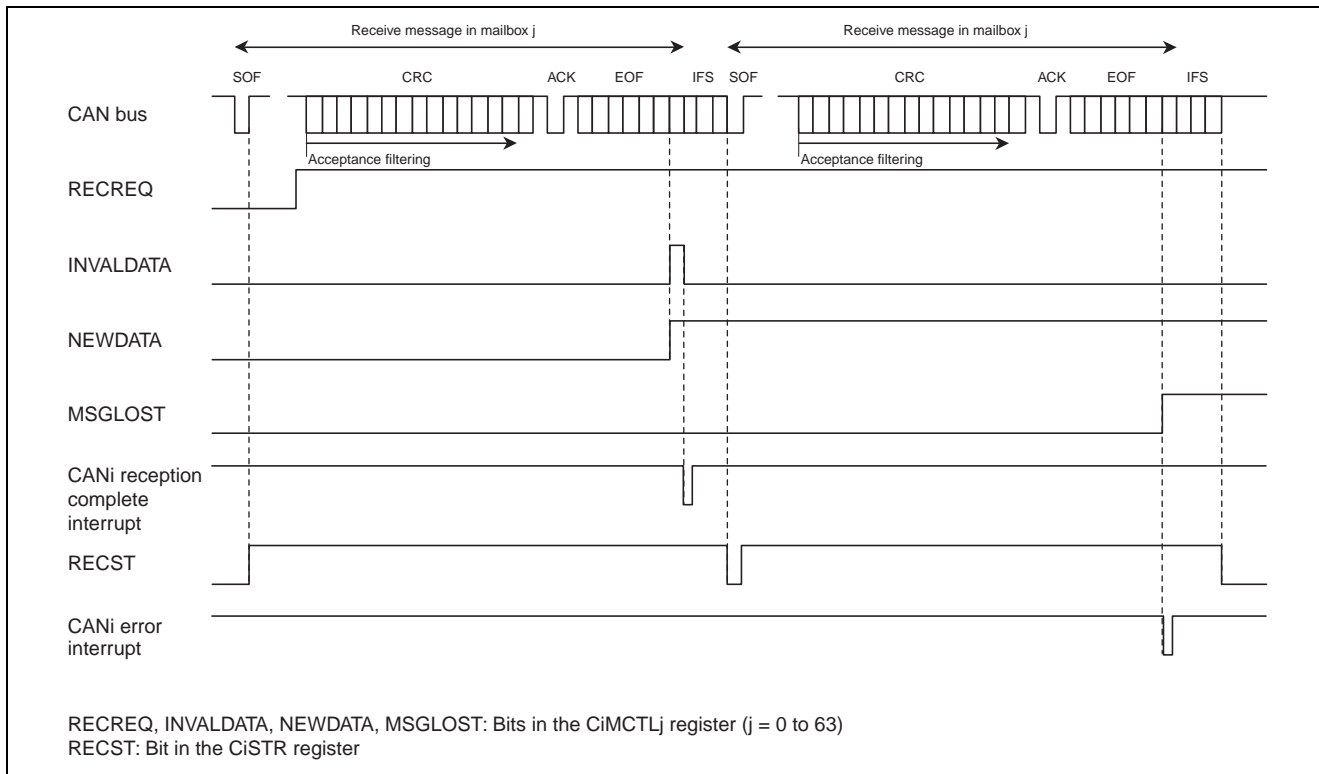 Receive message in mailbox j Receive message in mailbox j
SOF CRC ACK EOF IFS SOF CRC ACK EOF IFS
CAN bus
Acceptance filtering Acceptance filtering
RECREQ
INVALDATA
NEWDATA
MSGLOST
CANi reception
complete
interrupt
RECST
CANi error
interrupt
RECREQ, INVALDATA, NEWDATA, MSGLOST: Bits in the CiMCTLj register (j = 0 to 63)
RECST: Bit in the CiSTR register